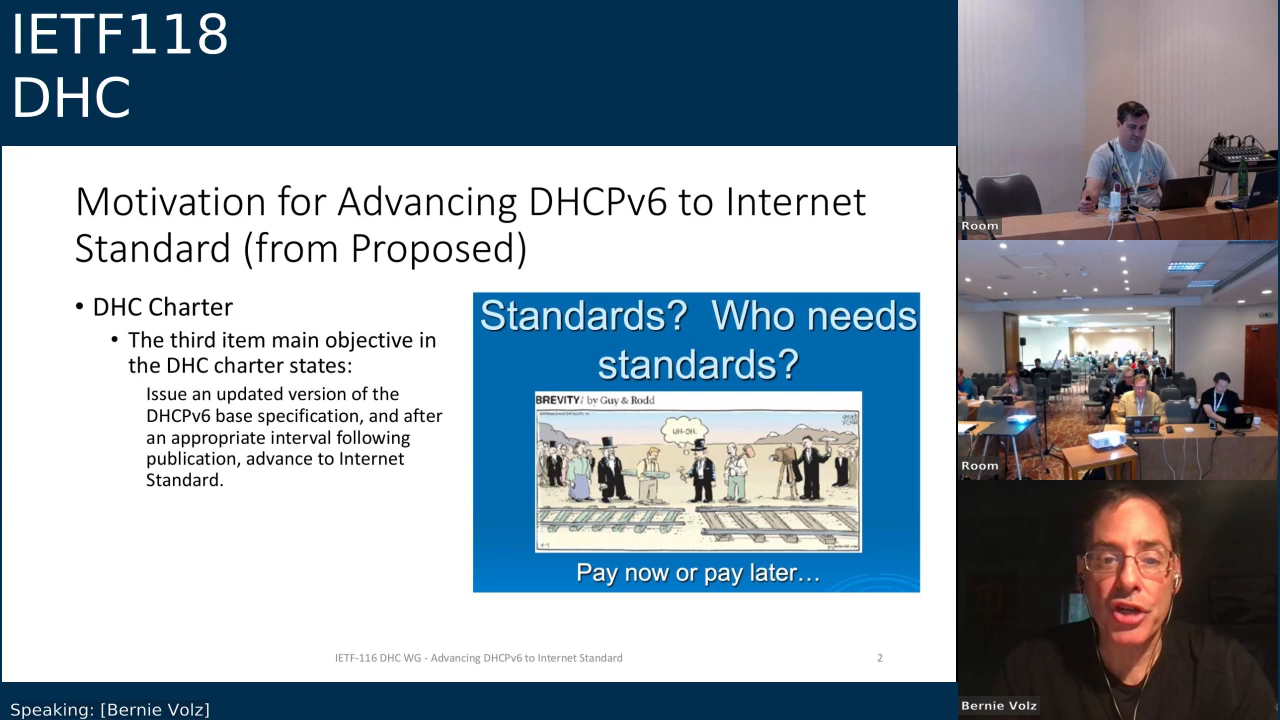 IETF118
DHC
Motivation for Advancing DHCPv6 to Internet
Standard (from Proposed)
• DHC Charter
• The third item main objective in
the DHC charter states:
Issue an updated version of the
DHCPv6 base specification, and after
an appropriate interval following
publication, advance to Internet
Standard.
Standards? Who needs
standards?
BREVITY / by Guy & Rodd
UH-OH.
Pay now or pay later...
IETF-116 DHC WG - Advancing DHCPv6 to Internet Standard
2
Speaking: [Bernie Volz]
Room
Room
Bernie Volz